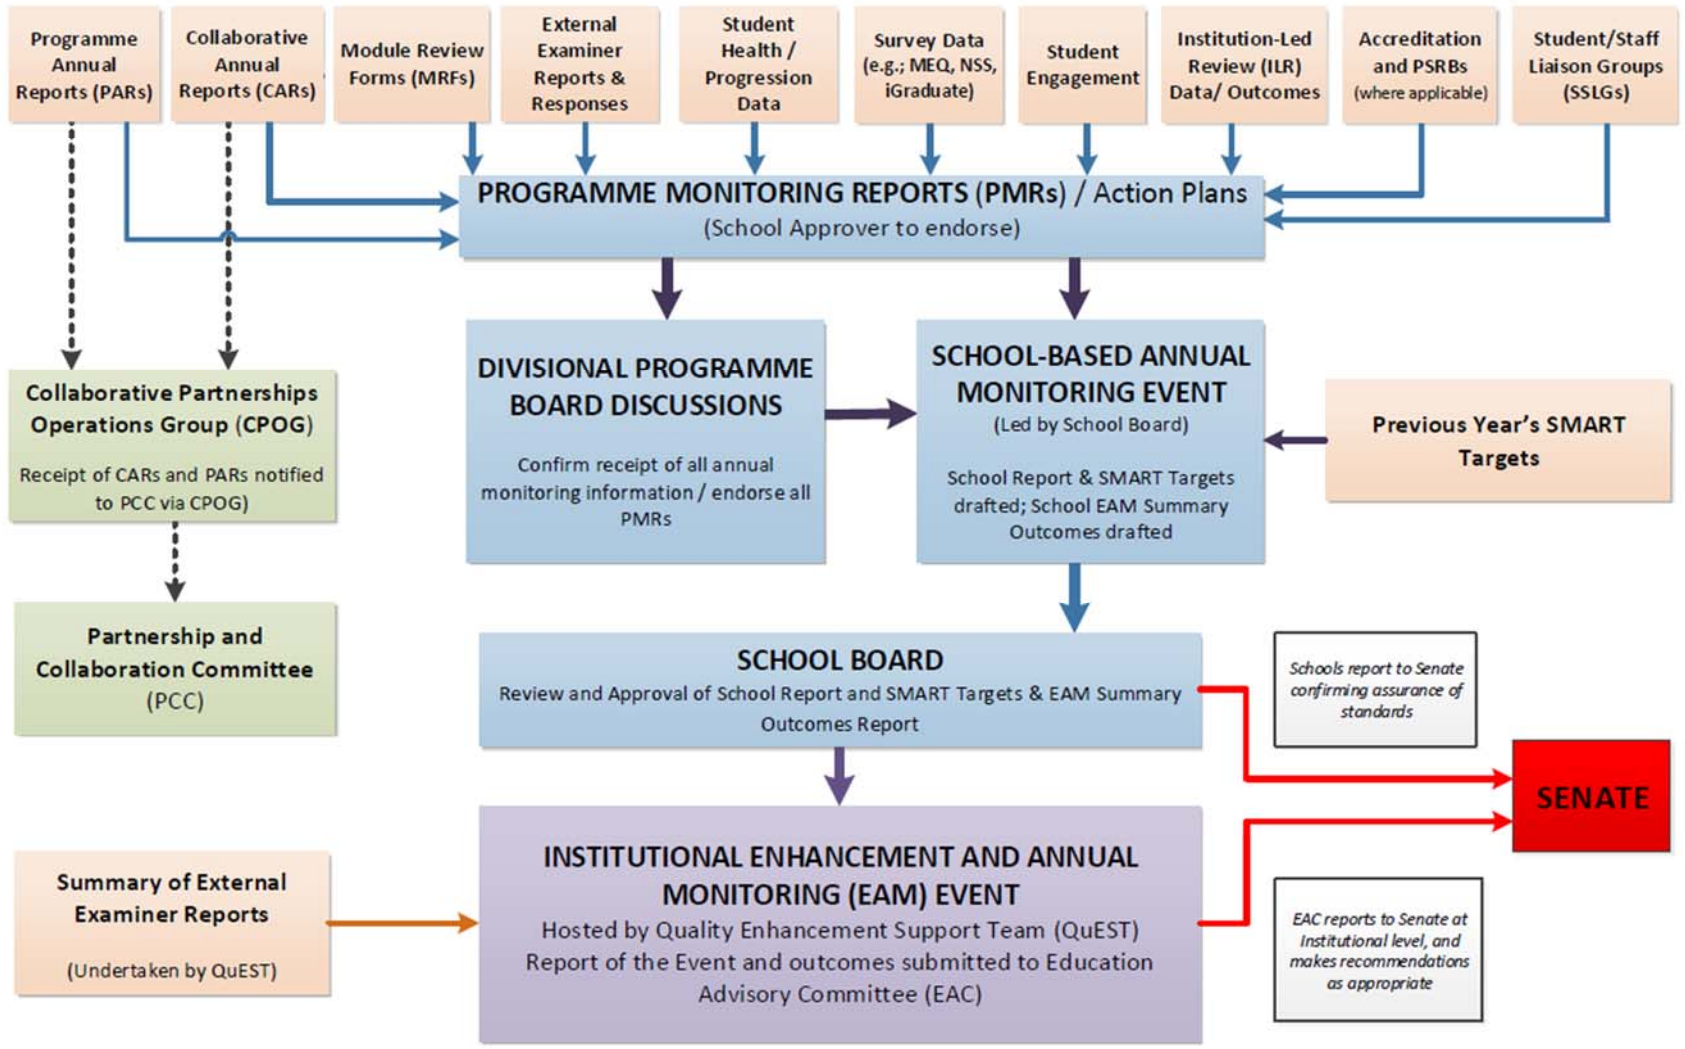 Programme
Annual
Reports (PARs)
Collaborative
Annual
Reports (CARs)
Module Review
Forms (MRFs)
External
Examiner
Reports &
Responses
Student
Health /
Progression
Data
Survey Data
(e.g.; MEQ, NSS,
iGraduate)
Student
Engagement
Institution-Led
Review (ILR)
Data/ Outcomes
Accreditation
and PSRBs
(where applicable)
Student/Staff
Liaison Groups
(SSLGs)
PROGRAMME MONITORING REPORTS (PMRs) / Action Plans
(School Approver to endorse)
Collaborative Partnerships
Operations Group (CPOG)
Receipt of CARs and PARs notified
to PCC via CPOG)
DIVISIONAL PROGRAMME
BOARD DISCUSSIONS
Confirm receipt of all annual
monitoring information / endorse all
PMRs
SCHOOL-BASED ANNUAL
MONITORING EVENT
(Led by School Board)
School Report & SMART Targets
drafted; School EAM Summary
Outcomes drafted
Previous Year's SMART
Targets
Partnership and
Collaboration Committee
(PCC)
SCHOOL BOARD
Review and Approval of School Report and SMART Targets & EAM Summary
Outcomes Report
Schools report to Senate
confirming assurance of
standards
SENATE
Summary of External
Examiner Reports
(Undertaken by QuEST)
INSTITUTIONAL ENHANCEMENT AND ANNUAL
MONITORING (EAM) EVENT
Hosted by Quality Enhancement Support Team (QuEST)
Report of the Event and outcomes submitted to Education
Advisory Committee (EAC)
EAC reports to Senate at
Institutional level, and
makes recommendations
as appropriate